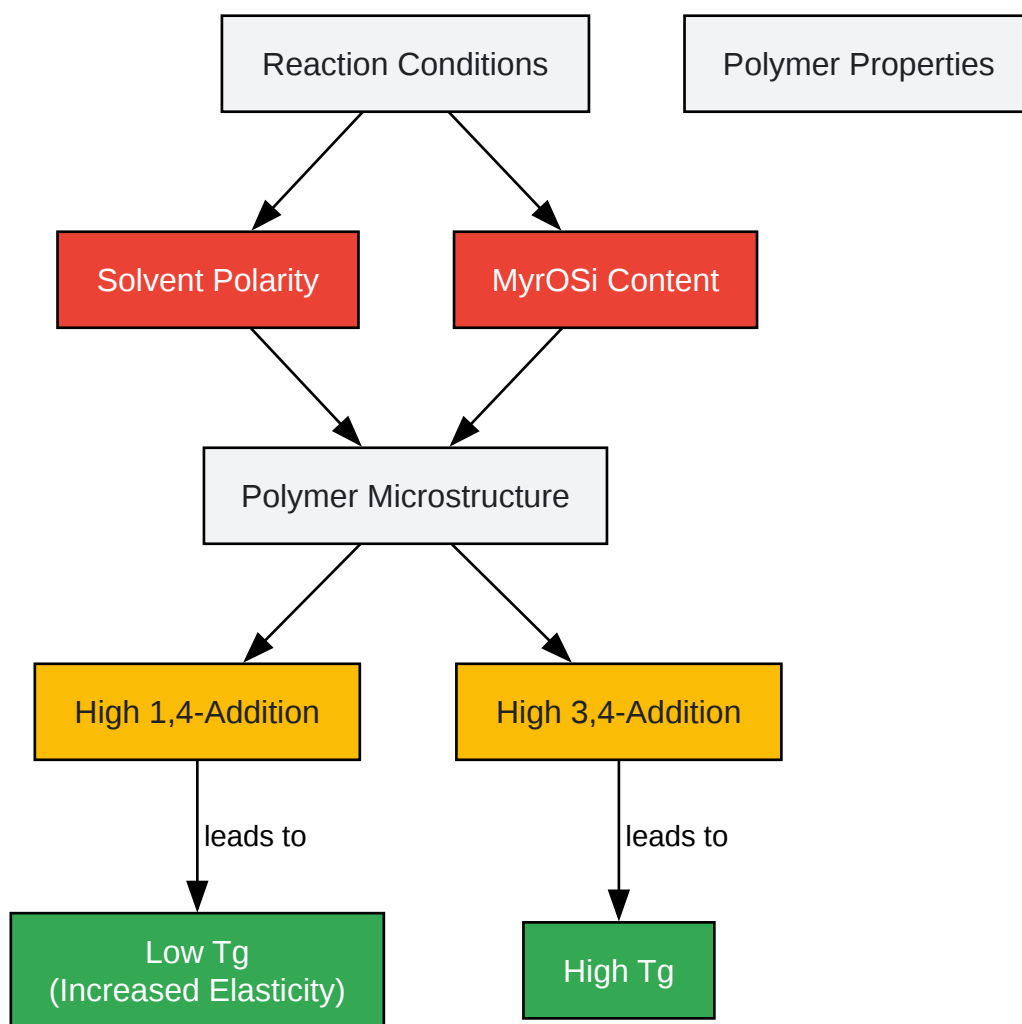 Reaction Conditions
Polymer Properties
Solvent Polarity
MyrOSi Content
Polymer Microstructure
High 1,4-Addition
High 3,4-Addition
leads to
leads to
Low Tg
(Increased Elasticity)
High Tg